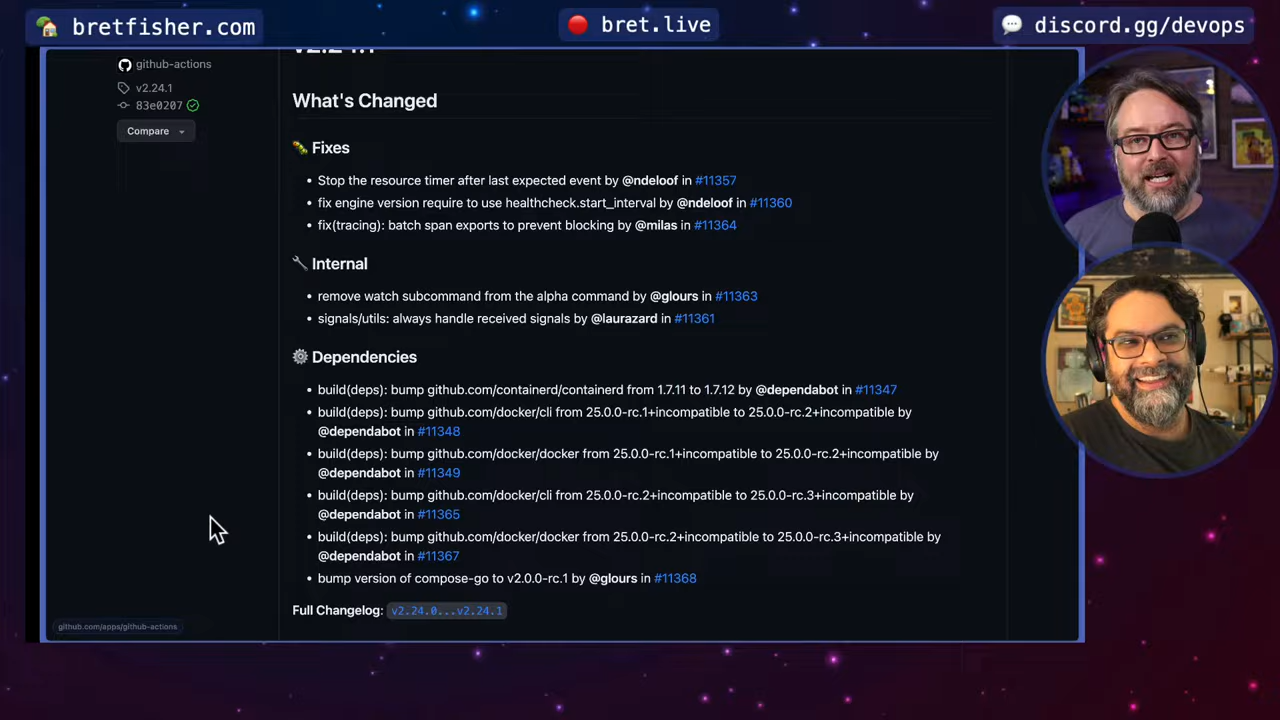 bretfisher.com
bret.live
discord.gg/devops
v2.24.1
github-actions
v2.24.1
83e0207
Compare
What's Changed
Fixes
• Stop the resource timer after last expected event by @ndeloof in #11357
• fix engine version require to use healthcheck.start_interval by @ndeloof in #11360
• fix(tracing): batch span exports to prevent blocking by @milas in #11364
Internal
• remove watch subcommand from the alpha command by @glours in #11363
• signals/utils: always handle received signals by @laurazard in #11361
Dependencies
• build(deps): bump github.com/containerd/containerd from 1.7.11 to 1.7.12 by @dependabot in #11347
• build(deps): bump github.com/docker/cli from 25.0.0-rc.1+incompatible to 25.0.0-rc.2+incompatible by
@dependabot in #11348
• build(deps): bump github.com/docker/docker from 25.0.0-rc.1+incompatible to 25.0.0-rc.2+incompatible by
@dependabot in #11349
• build(deps): bump github.com/docker/cli from 25.0.0-rc.2+incompatible to 25.0.0-rc.3+incompatible by
@dependabot in #11365
• build(deps): bump github.com/docker/docker from 25.0.0-rc.2+incompatible to 25.0.0-rc.3+incompatible by
@dependabot in #11367
• bump version of compose-go to v2.0.0-rc.1 by @glours in #11368
Full Changelog: v2.24.0...v2.24.1
github.com/apps/github-actions